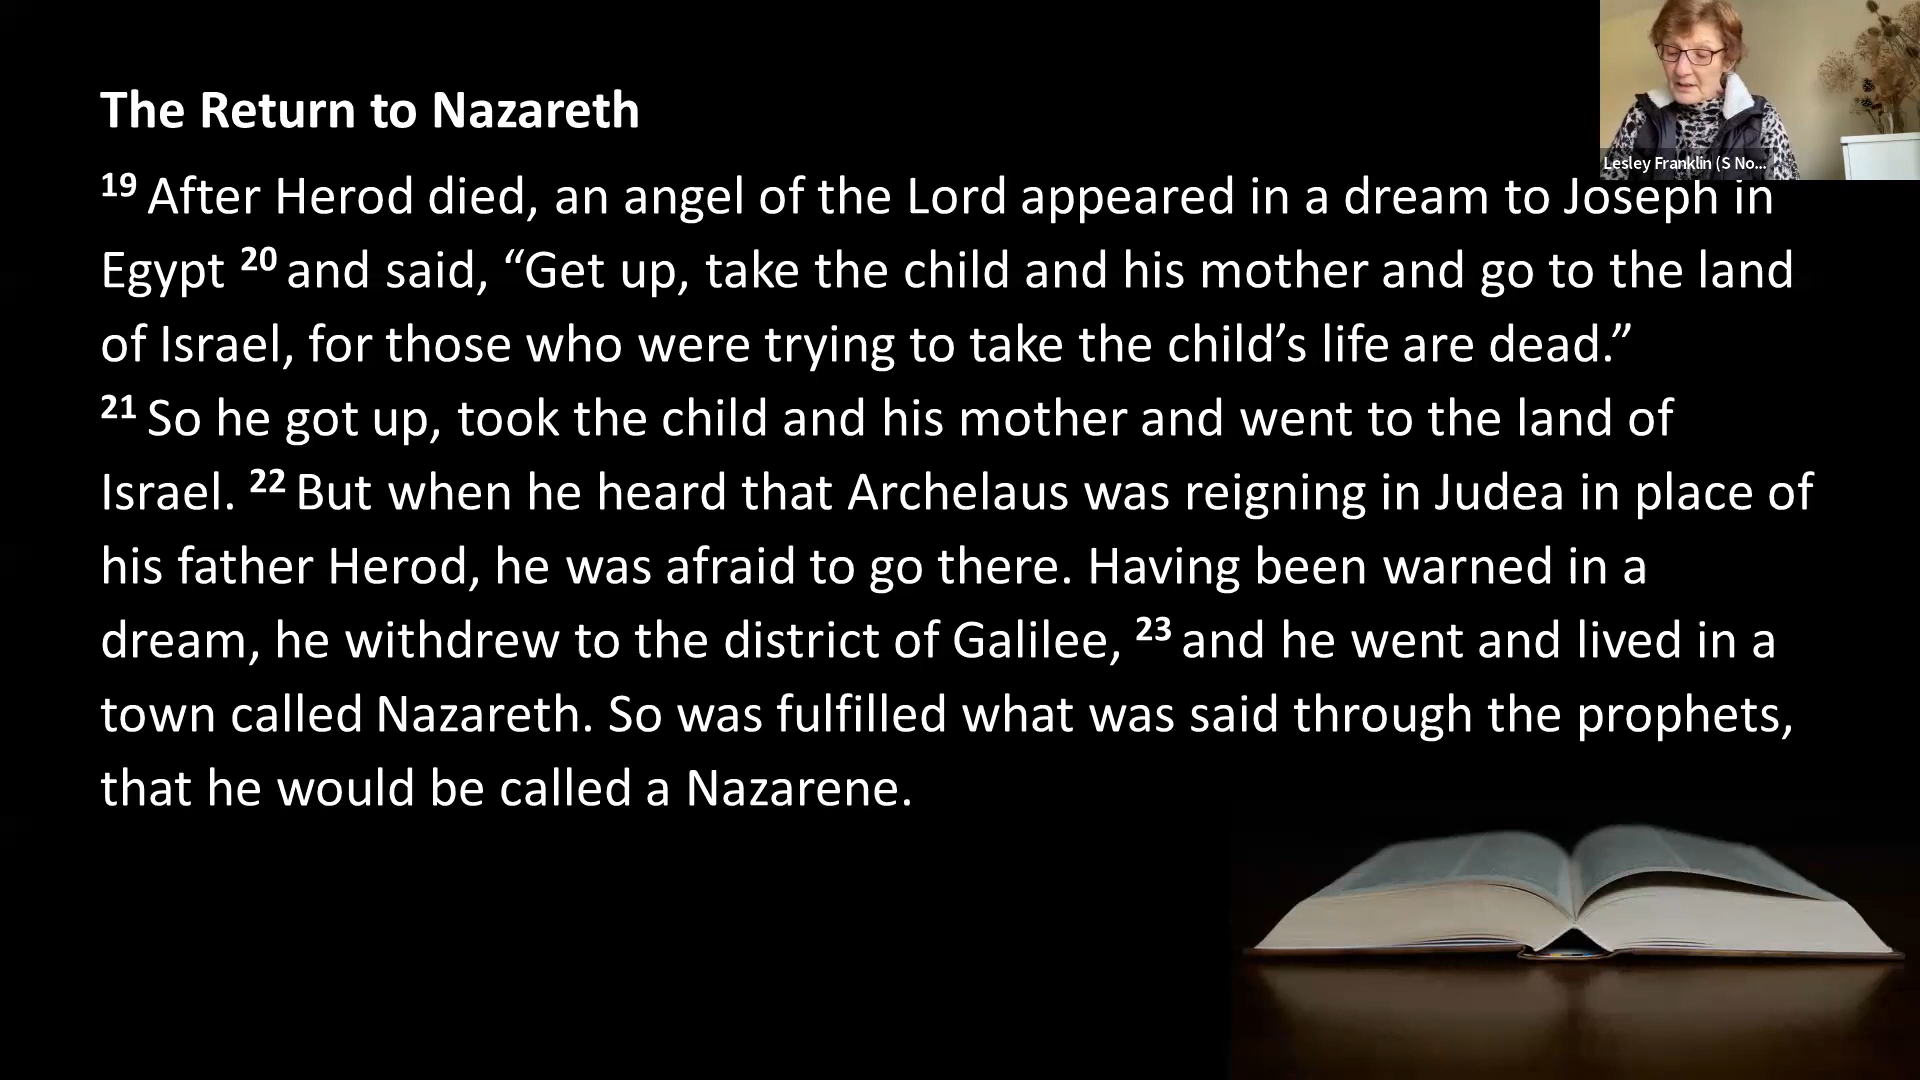 The Return to Nazareth
19 After Herod died, an angel of the Lord appeared in a dream to Joseph in
Egypt 20 and said, “Get up, take the child and his mother and go to the land
of Israel, for those who were trying to take the child’s life are dead.”
21 So he got up, took the child and his mother and went to the land of
Israel. 22 But when he heard that Archelaus was reigning in Judea in place of
his father Herod, he was afraid to go there. Having been warned in a
dream, he withdrew to the district of Galilee, 23 and he went and lived in a
town called Nazareth. So was fulfilled what was said through the prophets,
that he would be called a Nazarene.
Lesley Franklin (S No...